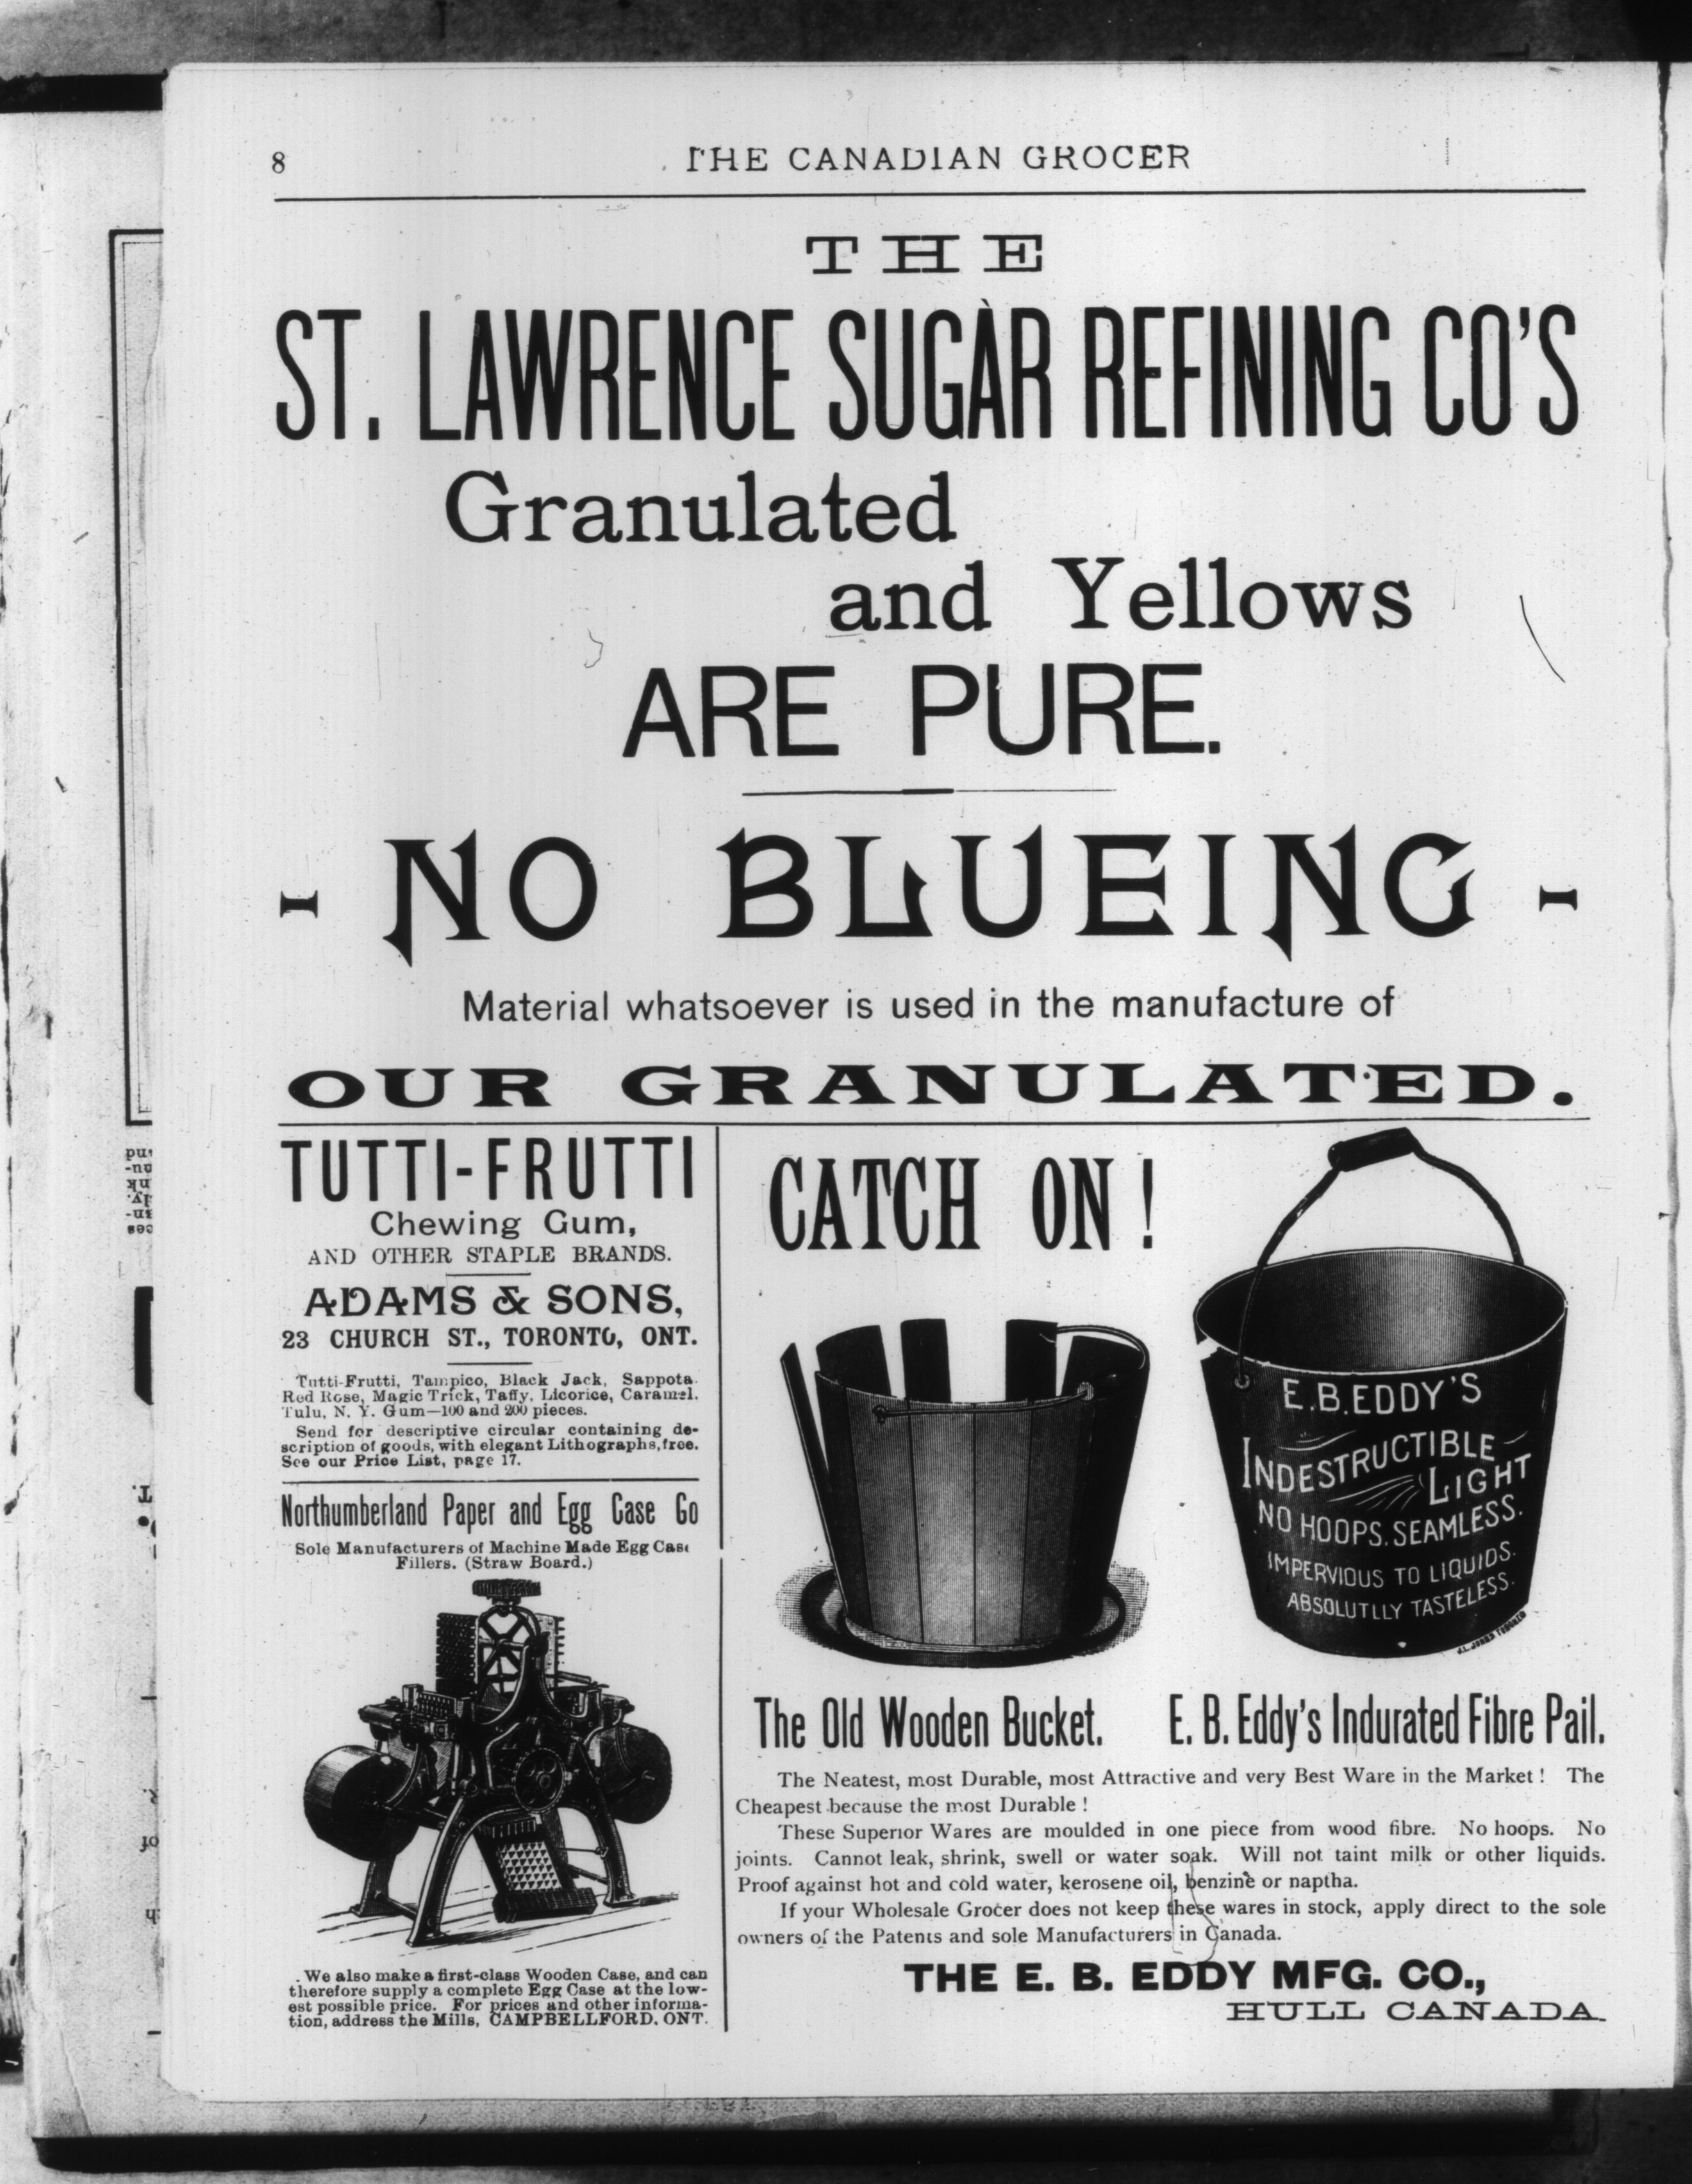 8
THE CANADIAN GROCER
THE
ST. LAWRENCE SUGAR REFINING CO'S
Granulated
and Yellows
ARE PURE.
- NO BLUEING -
Material whatsoever is used in the manufacture of
OUR GRANULATED.
TUTTI-FRUTTI
Chewing Gum,
AND OTHER STAPLE BRANDS.
ADAMS & SONS,
23 CHURCH ST., TORONTO, ONT.
Tutti-Frutti, Tampico, Black Jack, Sappota.
Red Rose, Magic Trick, Taffy, Licorice, Caramel.
Tulu, N. Y. Gum—100 and 200 pieces.
Send for descriptive circular containing de-
scription of goods, with elegant Lithographs, free.
See our Price List, page 17.
Northumberland Paper and Egg Case Co
Sole Manufacturers of Machine Made Egg Case
Fillers. (Straw Board.)
We also make a first-class Wooden Case, and can
therefore supply a complete Egg Case at the low-
est possible price. For prices and other informa-
tion, address the Mills, CAMPBELLFORD. ONT.
CATCH ON!
E.B.EDDY'S
INDESTRUCTIBLE
LIGHT
NO HOOPS. SEAMLESS.
IMPERVIOUS TO LIQUIDS.
ABSOLUTLLY TASTELESS.
J.L. JONES TORONTO
The Old Wooden Bucket.
E. B. Eddy's Indurated Fibre Pail.
The Neatest, most Durable, most Attractive and very Best Ware in the Market! The
Cheapest because the most Durable!
These Superior Wares are moulded in one piece from wood fibre. No hoops. No
joints. Cannot leak, shrink, swell or water soak. Will not taint milk or other liquids.
Proof against hot and cold water, kerosene oil, benzine or naptha.
If your Wholesale Grocer does not keep these wares in stock, apply direct to the sole
owners of the Patents and sole Manufacturers in Canada.
THE E. B. EDDY MFG. CO.,
HULL CANADA.